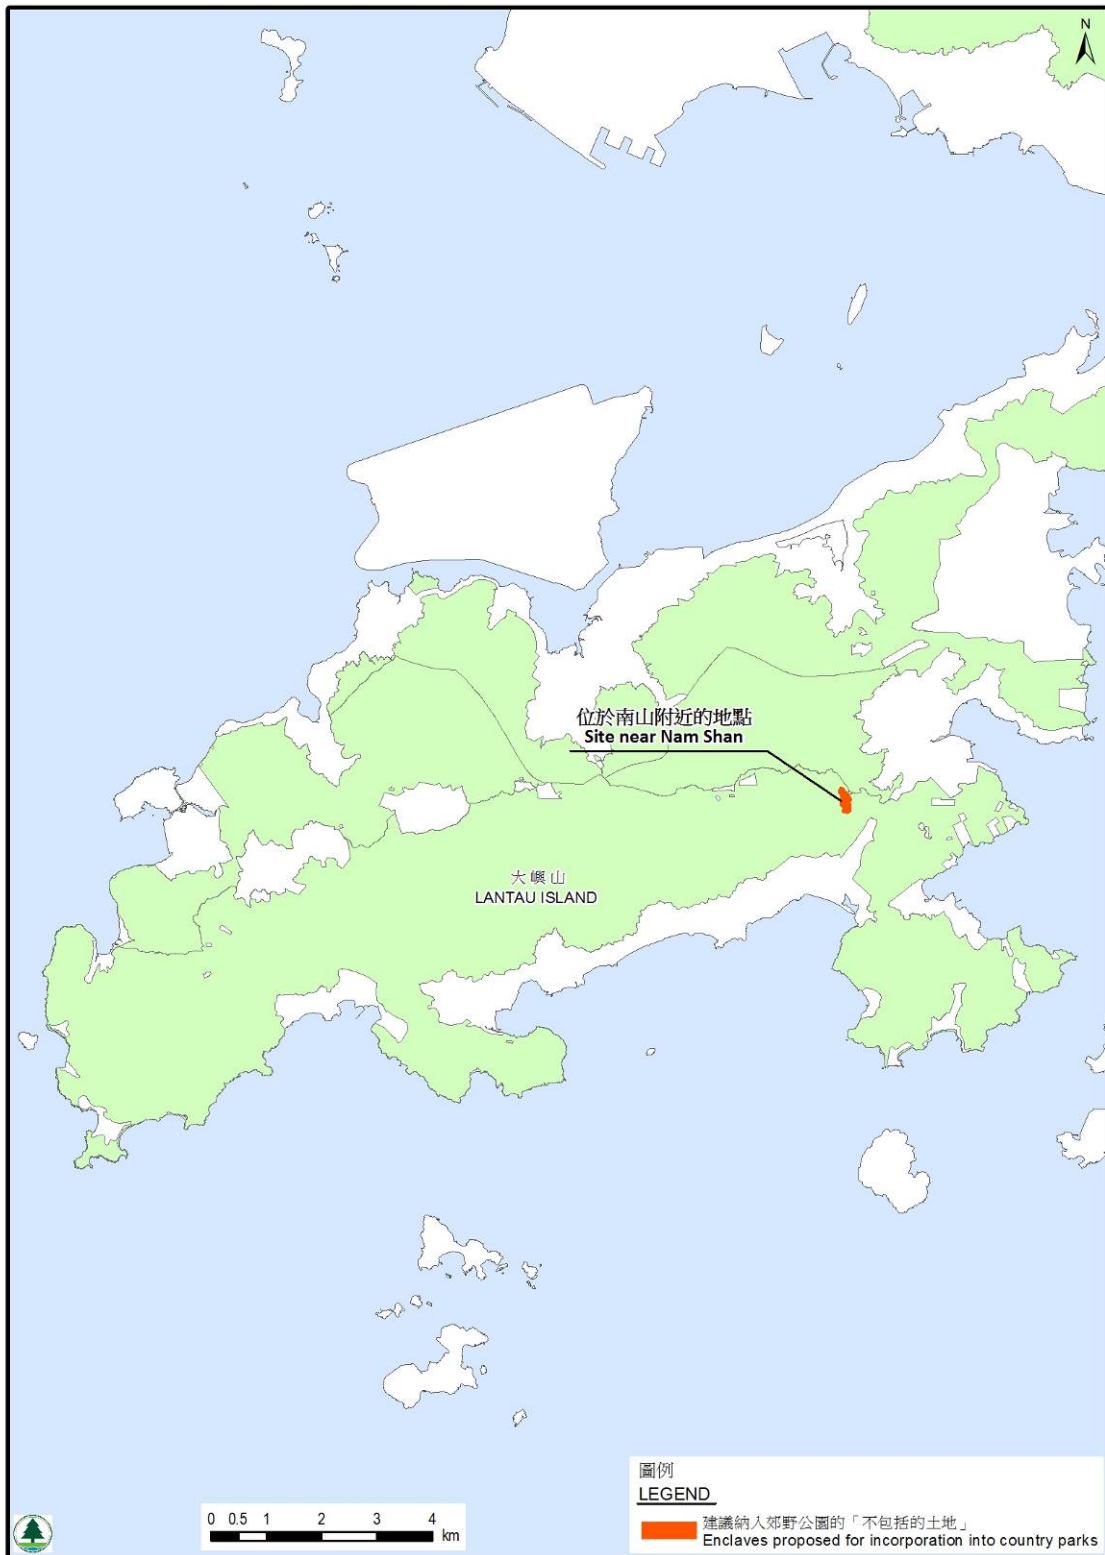 N
位於南山附近的地點
Site near Nam Shan
大嶼山
LANTAU ISLAND
圖例
LEGEND
建議納入郊野公園的「不包括的土地」
Enclaves proposed for incorporation into country parks
0 0.5 1 2 3 4
km